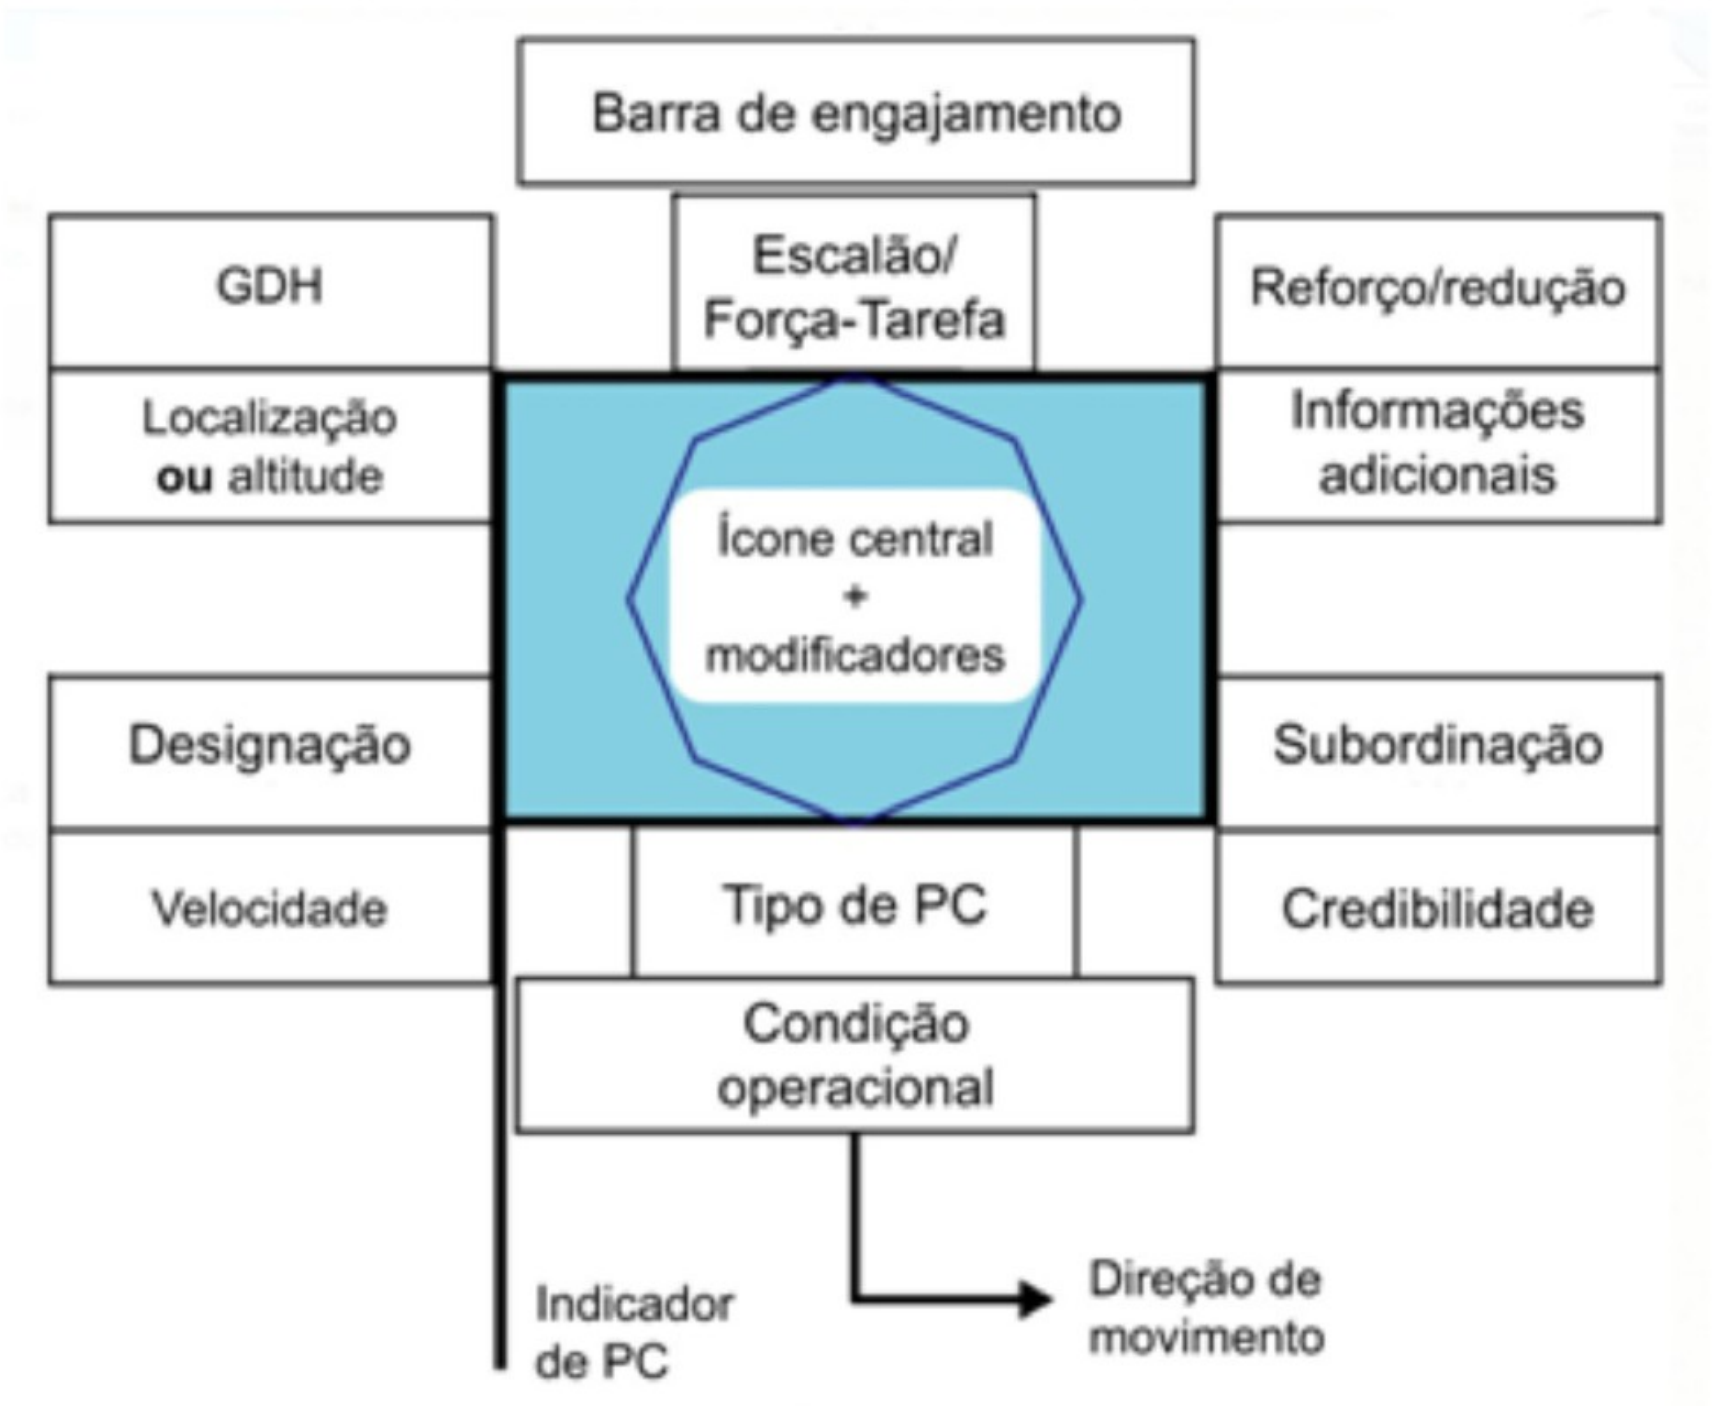 Barra de engajamento
GDH
Escalão/
Força-Tarefa
Reforço/redução
Localização
ou altitude
Informações
adicionais
Ícone central
+
modificadores
Designação
Subordinação
Velocidade
Tipo de PC
Credibilidade
Condição
operacional
Indicador
de PC
Direção de
movimento